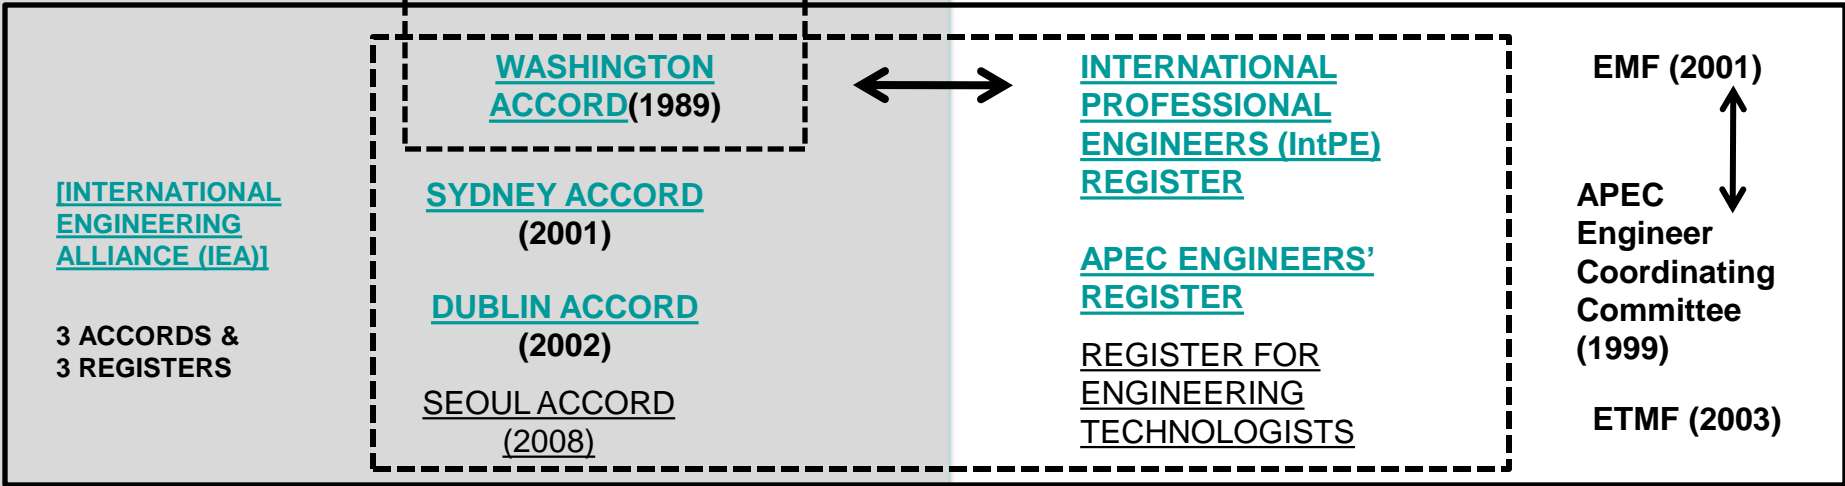 [INTERNATIONAL
ENGINEERING
ALLIANCE (IEA)]
3 ACCORDS &
3 REGISTERS
WASHINGTON
ACCORD(1989)
SYDNEY ACCORD
(2001)
DUBLIN ACCORD
(2002)
SEOUL ACCORD
(2008)
INTERNATIONAL
PROFESSIONAL
ENGINEERS (IntPE)
REGISTER
APEC ENGINEERS’
REGISTER
REGISTER FOR
ENGINEERING
TECHNOLOGISTS
EMF (2001)
APEC
Engineer
Coordinating
Committee
(1999)
ETMF (2003)